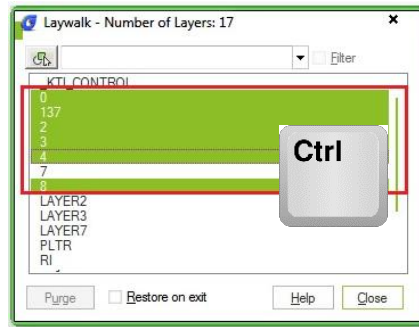 Laywalk - Number of Layers: 17
Filter
_KTI_CONTROL
0
137
2
3
4
7
8
LAYER2
LAYER3
LAYER7
PLTR
RI
Ctrl
Purge Restore on exit Help Close